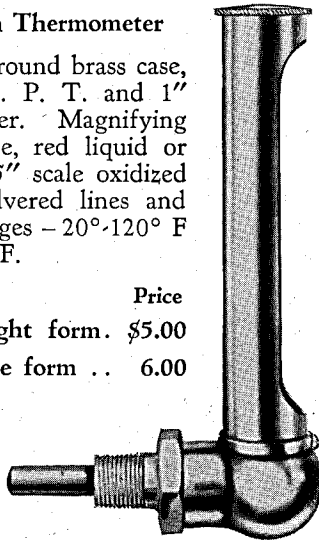 Thermometer
round brass case,
. P. T. and 1″
er. Magnifying
e, red liquid or
″ scale oxidized
lvered lines and
ges – 20°-120° F
F.
Price
ght form. $5.00
e form .. 6.00